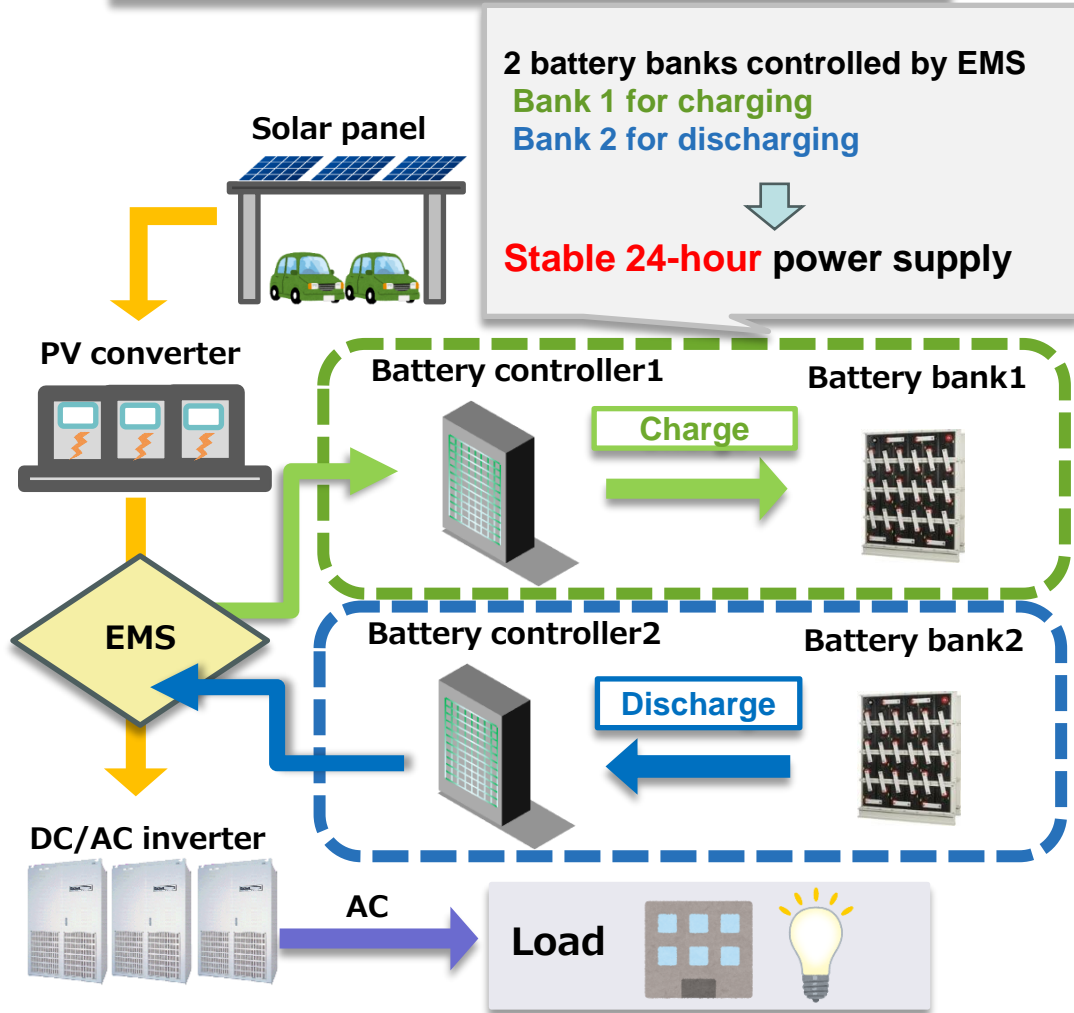 2 battery banks controlled by EMS
Bank 1 for charging
Bank 2 for discharging
Stable 24-hour power supply
Solar panel
PV converter
Battery controller1
Battery bank1
Charge
EMS
Battery controller2
Battery bank2
Discharge
DC/AC inverter
AC
Load